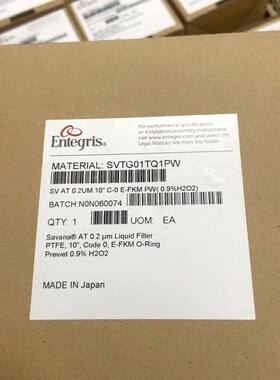 Entegris
For performance specifications
or installation/assembly instructions,
visit www.entegris.com and select the
Legal Notices link from the footer.
MATERIAL: SVTG01TQ1PW
SV AT 0.2UM 10" C-0 E-FKM PW( 0.9%H2O2)
BATCH:N0N060074
QTY: 1 UOM: EA
Savana® AT 0.2 µm Liquid Filter
PTFE, 10", Code 0, E-FKM O-Ring
Prewet 0.9% H2O2
MADE IN Japan